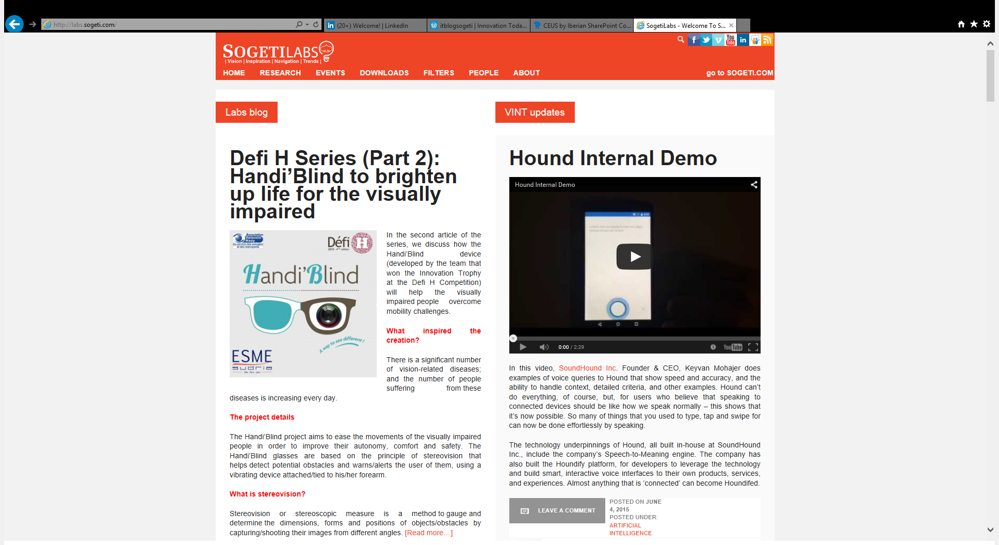 http://labs.sogeti.com/
(20+) Welcome! | LinkedIn
itblogsogeti | Innovation Toda...
CEUS by Iberian SharePoint Co...
SogetiLabs - Welcome To S...
SOGETILABS
| Vision | Inspiration | Navigation | Trends |
HOME RESEARCH EVENTS DOWNLOADS FILTERS PEOPLE ABOUT
go to SOGETI.COM
Labs blog
Defi H Series (Part 2):
Handi’Blind to brighten
up life for the visually
impaired
Association
Valentin
Haüy
Au service des aveugles
et des malvoyants
Défi H
2015 - 4ème édition
Handi’Blind
A way to see different !
ESME
sudria
Lille - Paris - Lyon
In the second article of the
series, we discuss how the
Handi’Blind device
(developed by the team that
won the Innovation Trophy
at the Defi H Competition)
will help the visually
impaired people overcome
mobility challenges.
What inspired the
creation?
There is a significant number
of vision-related diseases;
and the number of people
suffering from these
diseases is increasing every day.
The project details
The Handi’Blind project aims to ease the movements of the visually impaired
people in order to improve their autonomy, comfort and safety. The
Handi’Blind glasses are based on the principle of stereovision that
helps detect potential obstacles and warns/alerts the user of them, using a
vibrating device attached/tied to his/her forearm.
What is stereovision?
Stereovision or stereoscopic measure is a method to gauge and
determine the dimensions, forms and positions of objects/obstacles by
capturing/shooting their images from different angles. [Read more…]
VINT updates
Hound Internal Demo
Hound Internal Demo
0:00 / 2:29
YouTube
In this video, SoundHound Inc. Founder & CEO, Keyvan Mohajer does
examples of voice queries to Hound that show speed and accuracy, and the
ability to handle context, detailed criteria, and other examples. Hound can’t
do everything, of course, but, for users who believe that speaking to
connected devices should be like how we speak normally – this shows that
it’s now possible. So many of things that you used to type, tap and swipe for
can now be done effortlessly by speaking.
The technology underpinnings of Hound, all built in-house at SoundHound
Inc., include the company’s Speech-to-Meaning engine. The company has
also built the Houndify platform, for developers to leverage the technology
and build smart, interactive voice interfaces to their own products, services,
and experiences. Almost anything that is ‘connected’ can become Houndifed.
LEAVE A COMMENT
POSTED ON JUNE
4, 2015
POSTED UNDER:
ARTIFICIAL
INTELLIGENCE